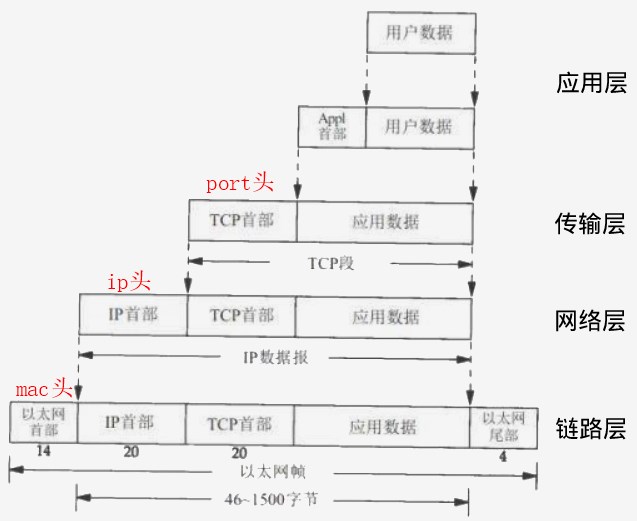 用户数据
应用层
Appl
首部
用户数据
port头
TCP首部
应用数据
传输层
TCP段
ip头
IP首部
TCP首部
应用数据
网络层
IP数据报
mac头
以太网
首部
IP首部
TCP首部
应用数据
以太网
尾部
链路层
14
20
20
4
以太网帧
46~1500字节